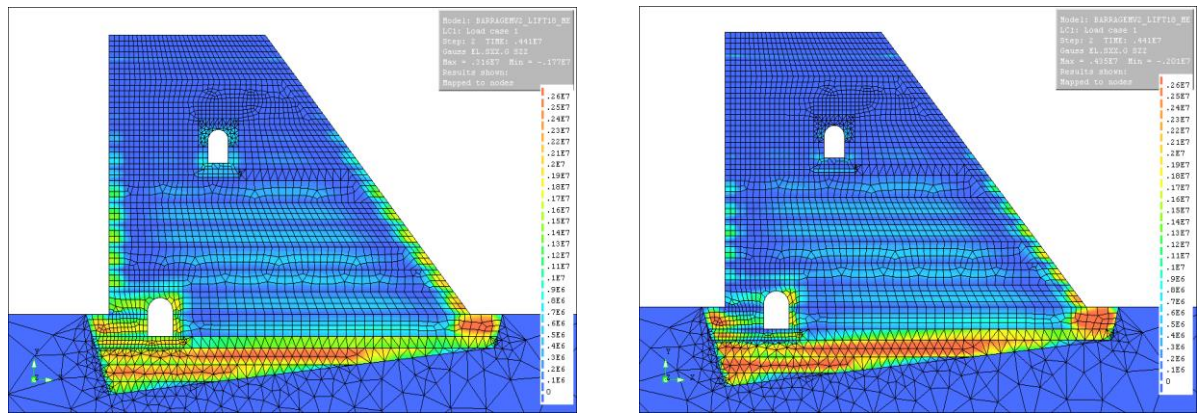 Model: BARRAGEMV2_LIFT18_ME
LC1: Load case 1
Step: 2 TIME: .441E7
Gauss EL.SXX.G SZZ
Max = .316E7 Min = -.177E7
Results shown:
Mapped to nodes
.26E7
.25E7
.24E7
.23E7
.22E7
.21E7
.2E7
.19E7
.18E7
.17E7
.16E7
.15E7
.14E7
.13E7
.12E7
.11E7
.1E7
.9E6
.8E6
.7E6
.6E6
.5E6
.4E6
.3E6
.2E6
.1E6
0
Model: BARRAGEMV2_LIFT18_ME
LC1: Load case 1
Step: 2 TIME: .441E7
Gauss EL.SXX.G SZZ
Max = .435E7 Min = -.201E7
Results shown:
Mapped to nodes
.26E7
.25E7
.24E7
.23E7
.22E7
.21E7
.2E7
.19E7
.18E7
.17E7
.16E7
.15E7
.14E7
.13E7
.12E7
.11E7
.1E7
.9E6
.8E6
.7E6
.6E6
.5E6
.4E6
.3E6
.2E6
.1E6
0